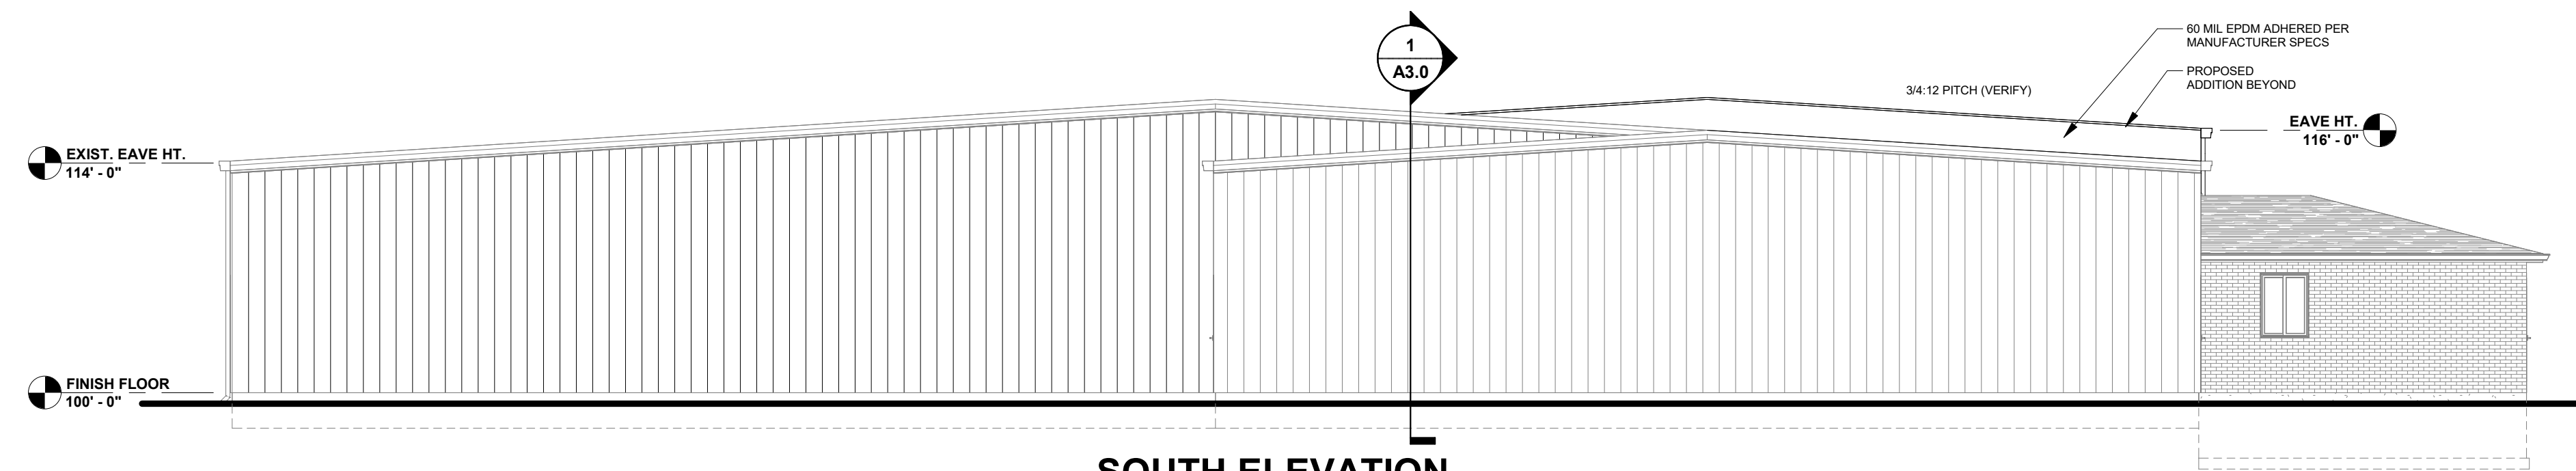 1
A3.0
60 MIL EPDM ADHERED PER
MANUFACTURER SPECS
PROPOSED
ADDITION BEYOND
3/4:12 PITCH (VERIFY)
EAVE HT.
116' - 0"
EXIST. EAVE HT.
114' - 0"
FINISH FLOOR
100' - 0"
SOUTH ELEVATION